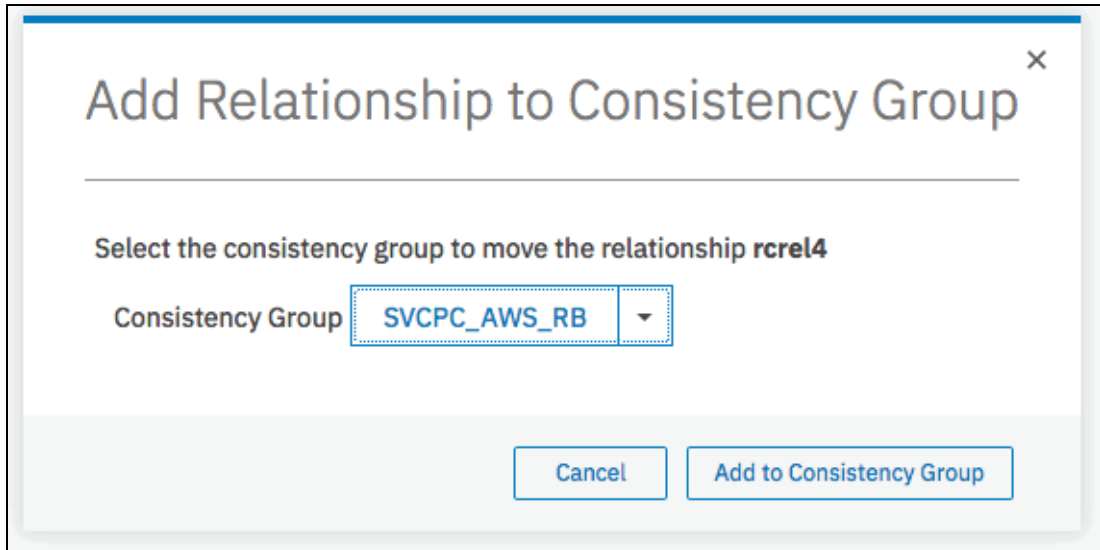 Add Relationship to Consistency Group
Select the consistency group to move the relationship rcrel4
Consistency Group SVCPC_AWS_RB
Cancel Add to Consistency Group